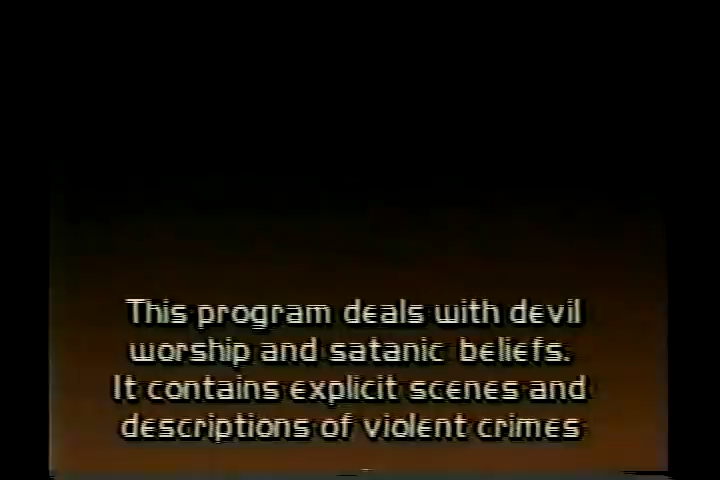 This program deals with devil
worship and satanic beliefs.
It contains explicit scenes and
descriptions of violent crimes